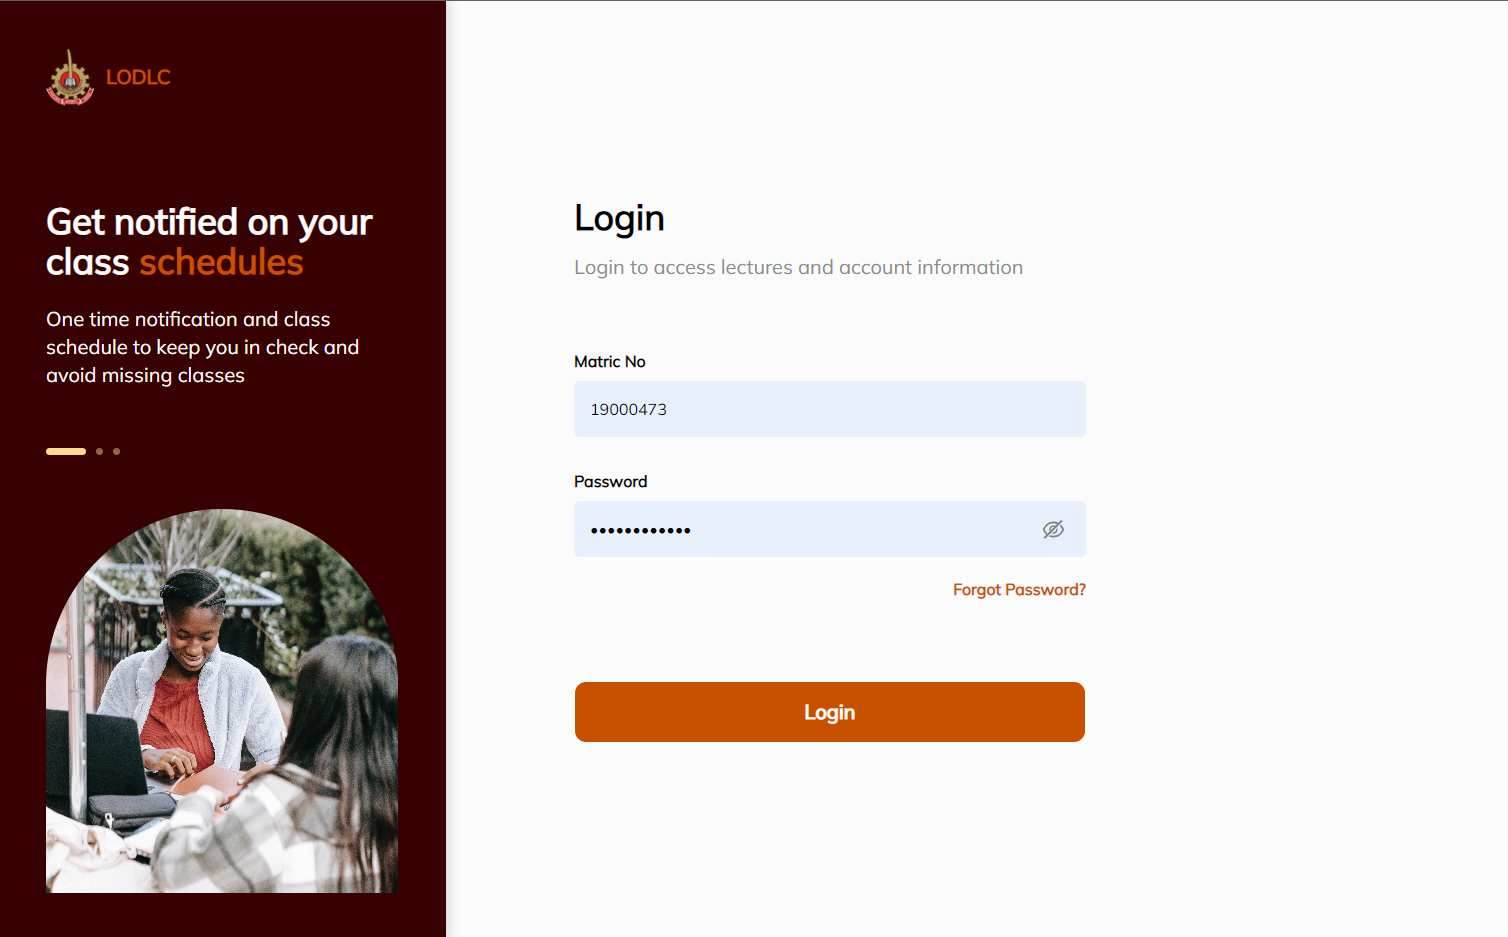 LODLC
Get notified on your
class schedules
One time notification and class
schedule to keep you in check and
avoid missing classes
Login
Login to access lectures and account information
Matric No
19000473
Password
••••••••••••
Forgot Password?
Login